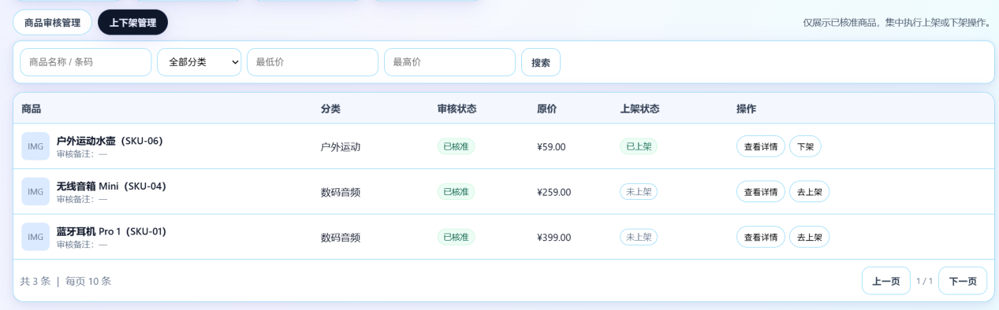 商品审核管理 上下架管理 仅展示已核准商品，集中执行上架或下架操作。
商品名称 / 条码 全部分类 最低价 最高价 搜索
商品 分类 审核状态 原价 上架状态 操作
IMG 户外运动水壶（SKU-06） 户外运动 已核准 ¥59.00 已上架 查看详情 下架
审核备注：—
IMG 无线音箱 Mini（SKU-04） 数码音频 已核准 ¥259.00 未上架 查看详情 去上架
审核备注：—
IMG 蓝牙耳机 Pro 1（SKU-01） 数码音频 已核准 ¥399.00 未上架 查看详情 去上架
审核备注：—
共 3 条 | 每页 10 条 上一页 1 / 1 下一页